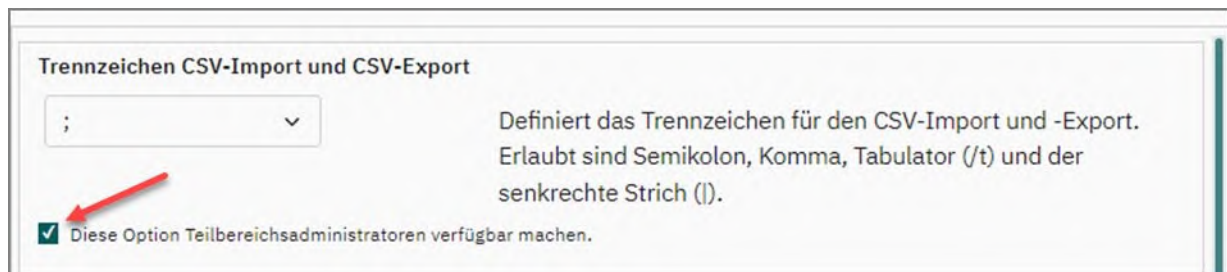 Trennzeichen CSV-Import und CSV-Export
;
Definiert das Trennzeichen für den CSV-Import und -Export.
Erlaubt sind Semikolon, Komma, Tabulator (/t) und der
senkrechte Strich (|).
Diese Option Teilbereichsadministratoren verfügbar machen.